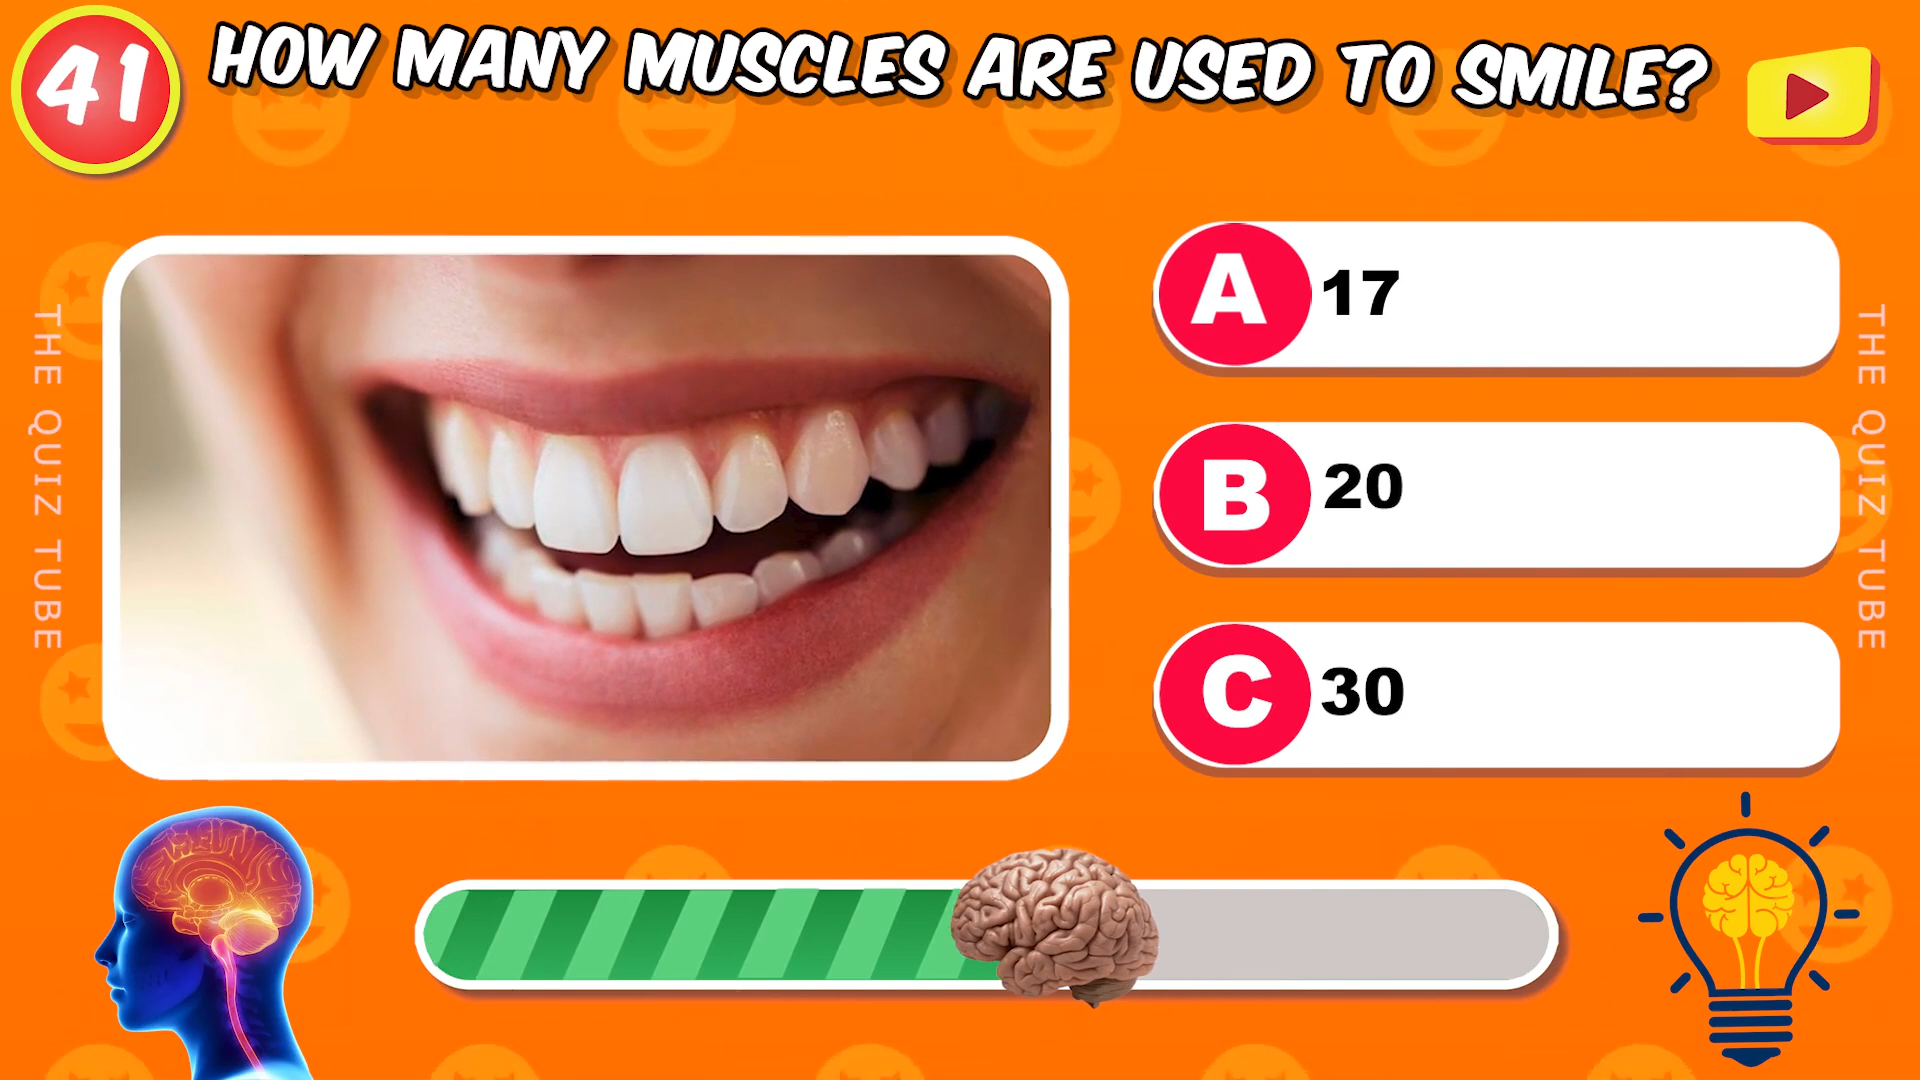 41
HOW MANY MUSCLES ARE USED TO SMILE?
THE QUIZ TUBE
A 17
B 20
C 30
THE QUIZ TUBE